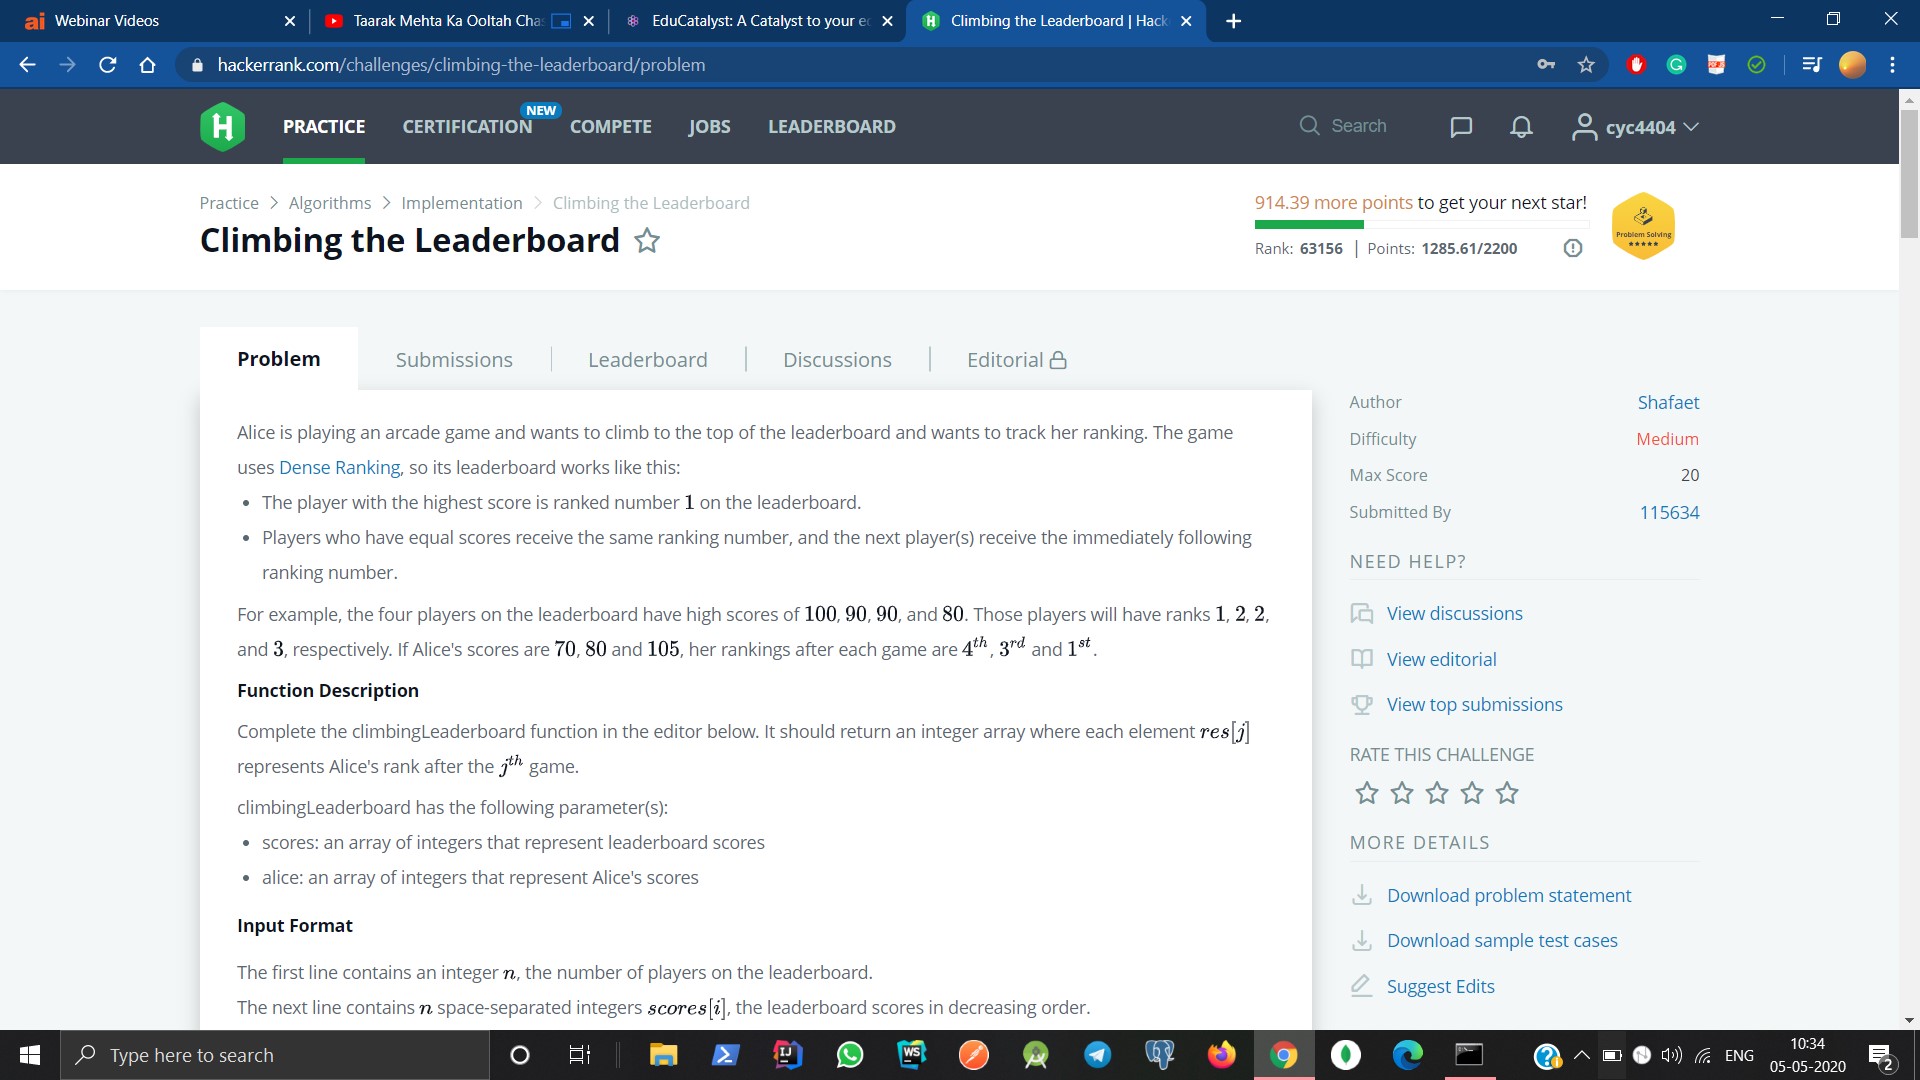 Webinar Videos
Taarak Mehta Ka Ooltah Cha
EduCatalyst: A Catalyst to your e
Climbing the Leaderboard | Hack
hackerrank.com/challenges/climbing-the-leaderboard/problem
PRACTICE
CERTIFICATION
NEW
COMPETE
JOBS
LEADERBOARD
Search
cyc4404
Practice > Algorithms > Implementation > Climbing the Leaderboard
Climbing the Leaderboard
914.39 more points to get your next star!
Rank: 63156 | Points: 1285.61/2200
Problem Solving
Problem
Submissions
Leaderboard
Discussions
Editorial
Alice is playing an arcade game and wants to climb to the top of the leaderboard and wants to track her ranking. The game
uses Dense Ranking, so its leaderboard works like this:
• The player with the highest score is ranked number 1 on the leaderboard.
• Players who have equal scores receive the same ranking number, and the next player(s) receive the immediately following
ranking number.
For example, the four players on the leaderboard have high scores of 100, 90, 90, and 80. Those players will have ranks 1, 2, 2,
and 3, respectively. If Alice's scores are 70, 80 and 105, her rankings after each game are 4th, 3rd and 1st.
Function Description
Complete the climbingLeaderboard function in the editor below. It should return an integer array where each element res[j]
represents Alice's rank after the jth game.
climbingLeaderboard has the following parameter(s):
• scores: an array of integers that represent leaderboard scores
• alice: an array of integers that represent Alice's scores
Input Format
The first line contains an integer n, the number of players on the leaderboard.
The next line contains n space-separated integers scores[i], the leaderboard scores in decreasing order.
Author Shafaet
Difficulty Medium
Max Score 20
Submitted By 115634
NEED HELP?
View discussions
View editorial
View top submissions
RATE THIS CHALLENGE
MORE DETAILS
Download problem statement
Download sample test cases
Suggest Edits
Type here to search
ENG
10:34
05-05-2020
2